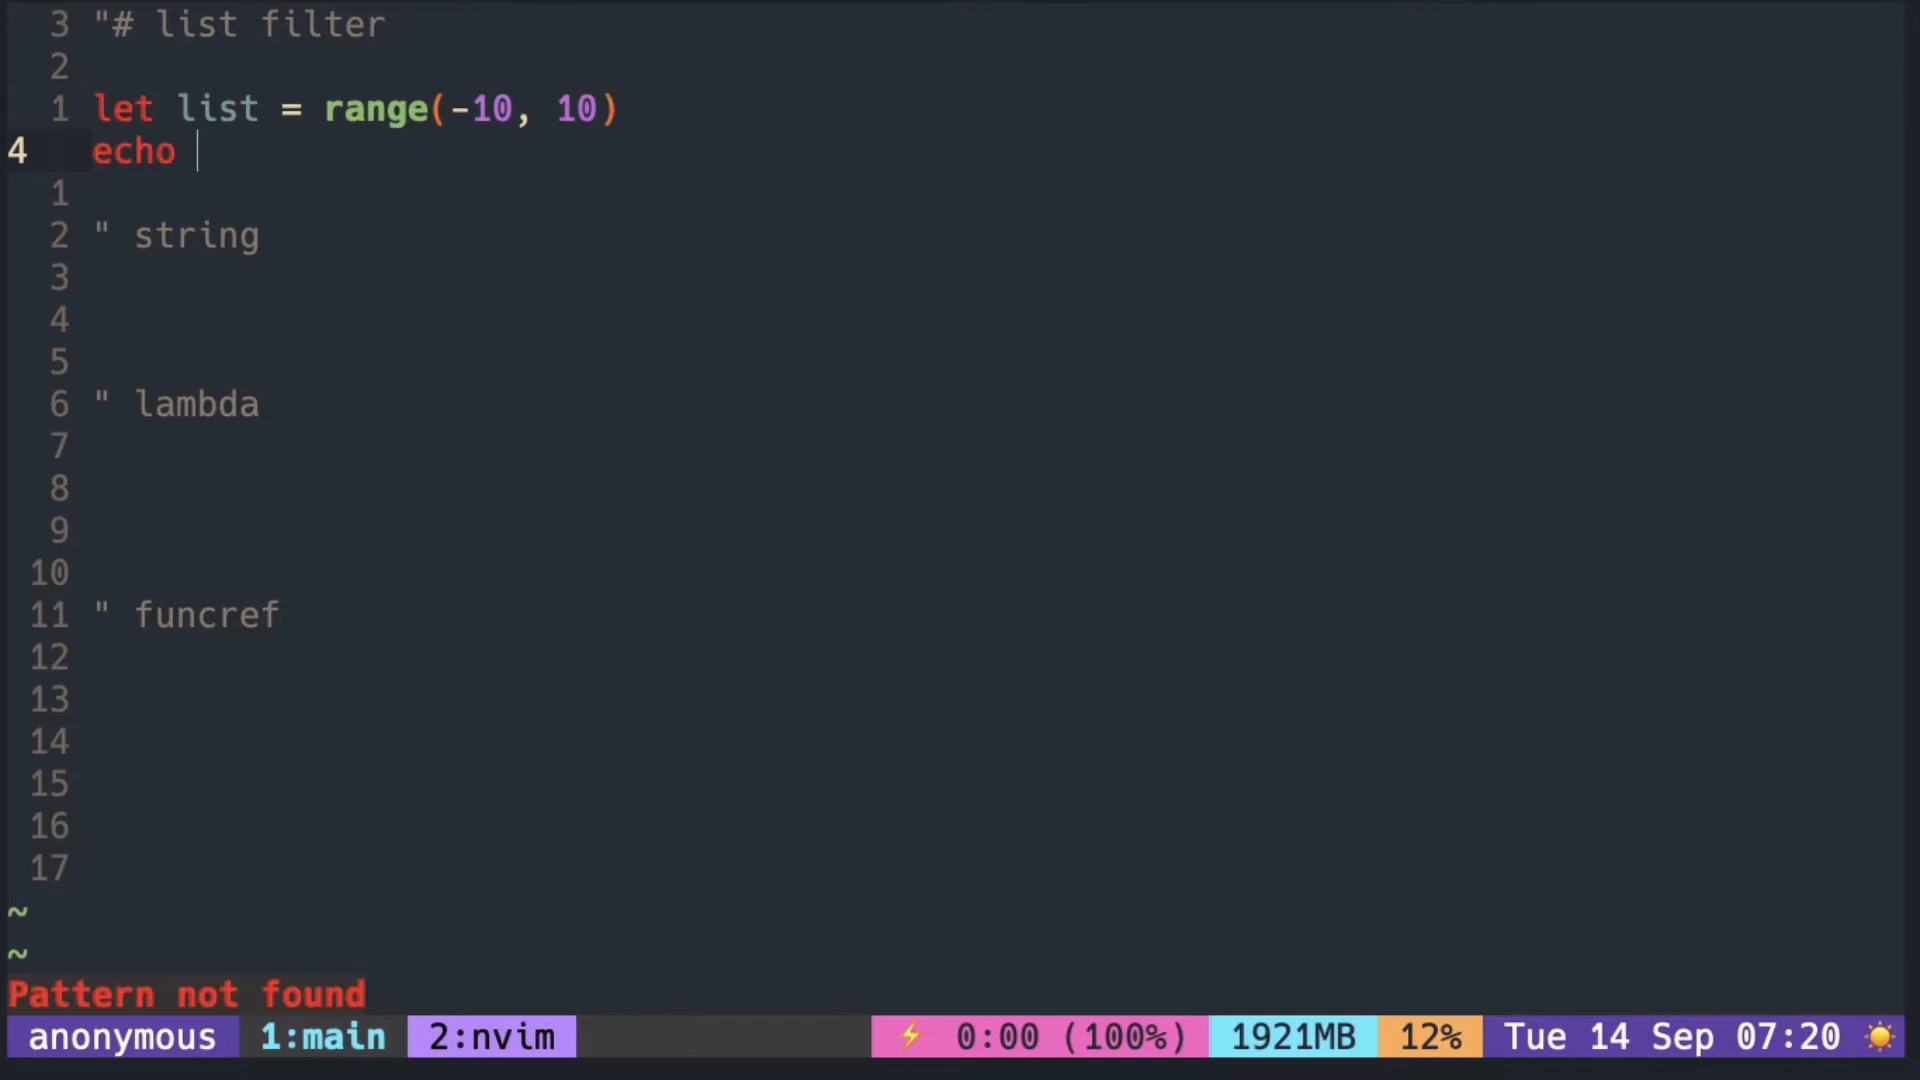 3 "# list filter
2
1 let list = range(-10, 10)
4 echo
1
2 " string
3
4
5
6 " lambda
7
8
9
10
11 " funcref
12
13
14
15
16
17
~
~
Pattern not found
anonymous 1:main 2:nvim ⚡ 0:00 (100%) 1921MB 12% Tue 14 Sep 07:20 ☀️